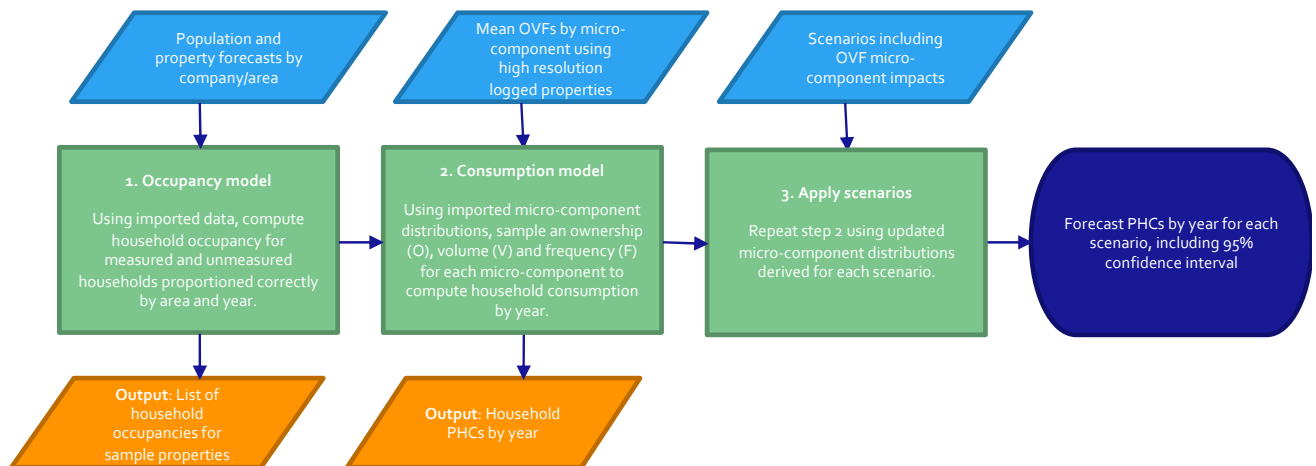 Population and
property forecasts by
company/area
Mean OVFs by micro-
component using
high resolution
logged properties
Scenarios including
OVF micro-
component impacts
1. Occupancy model
Using imported data, compute
household occupancy for
measured and unmeasured
households proportioned correctly
by area and year.
2. Consumption model
Using imported micro-component
distributions, sample an ownership
(O), volume (V) and frequency (F)
for each micro-component to
compute household consumption
by year.
3. Apply scenarios
Repeat step 2 using updated
micro-component distributions
derived for each scenario.
Forecast PHCs by year for each
scenario, including 95%
confidence interval
Output: List of
household
occupancies for
sample properties
Output: Household
PHCs by year